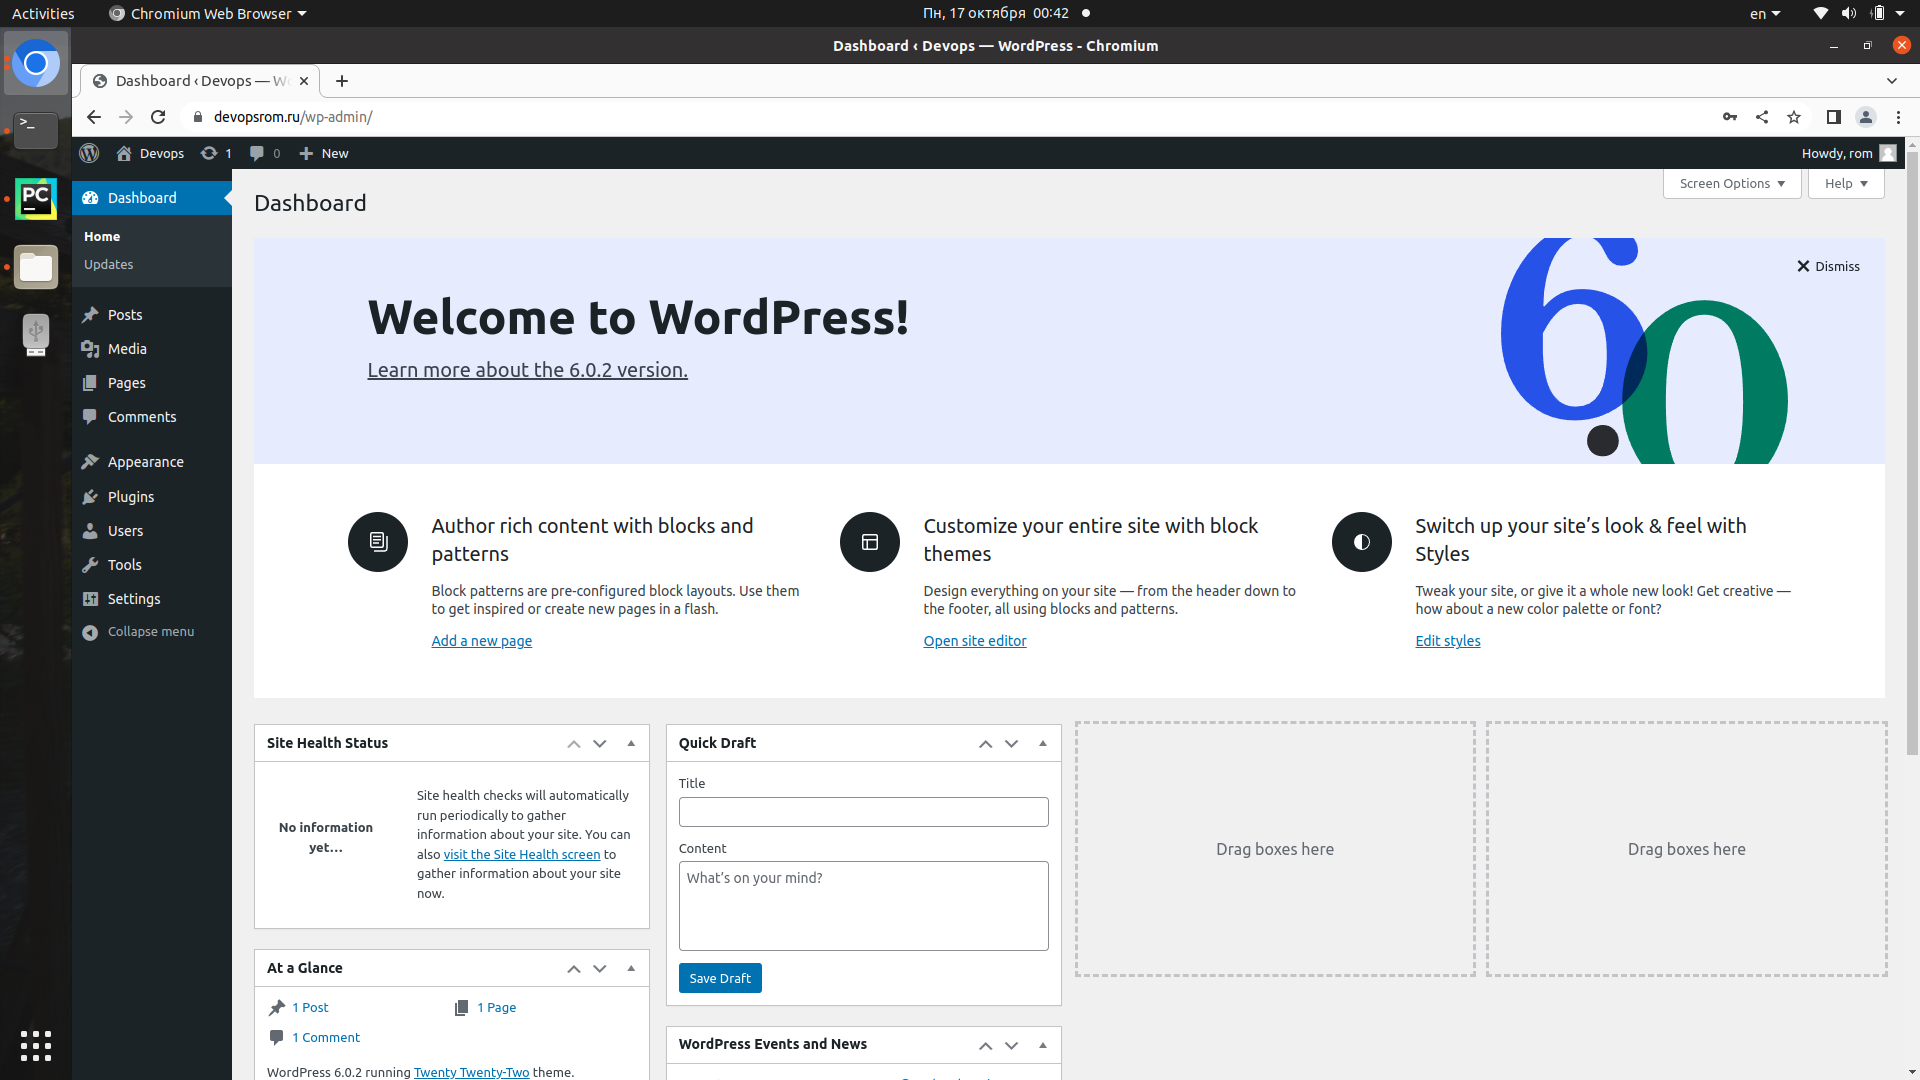 Activities
Chromium Web Browser
Пн, 17 октября 00:42
en
Dashboard ‹ Devops — WordPress - Chromium
Dashboard ‹ Devops — W
devopsrom.ru/wp-admin/
Devops
1
0
New
Howdy, rom
Dashboard
Home
Updates
Posts
Media
Pages
Comments
Appearance
Plugins
Users
Tools
Settings
Collapse menu
Screen Options
Help
Dashboard
Dismiss
6.0
Welcome to WordPress!
Learn more about the 6.0.2 version.
Author rich content with blocks and
patterns
Block patterns are pre-configured block layouts. Use them
to get inspired or create new pages in a flash.
Add a new page
Customize your entire site with block
themes
Design everything on your site — from the header down to
the footer, all using blocks and patterns.
Open site editor
Switch up your site’s look & feel with
Styles
Tweak your site, or give it a whole new look! Get creative —
how about a new color palette or font?
Edit styles
Site Health Status
No information
yet…
Site health checks will automatically
run periodically to gather
information about your site. You can
also visit the Site Health screen to
gather information about your site
now.
At a Glance
1 Post
1 Page
1 Comment
WordPress 6.0.2 running Twenty Twenty-Two theme.
Quick Draft
Title
Content
What’s on your mind?
Save Draft
WordPress Events and News
Drag boxes here
Drag boxes here
PC